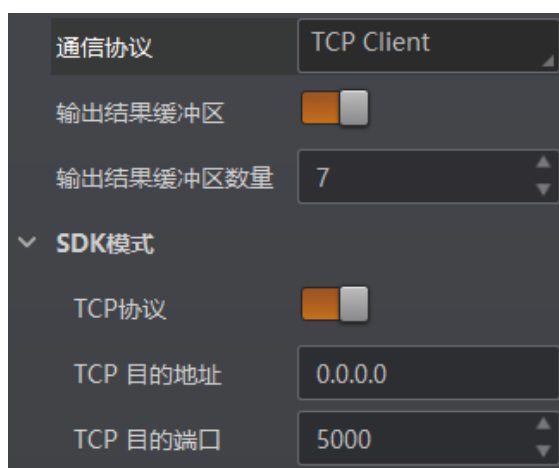 通信协议 TCP Client
输出结果缓冲区
输出结果缓冲区数量 7
SDK模式
TCP协议
TCP 目的地址 0.0.0.0
TCP 目的端口 5000